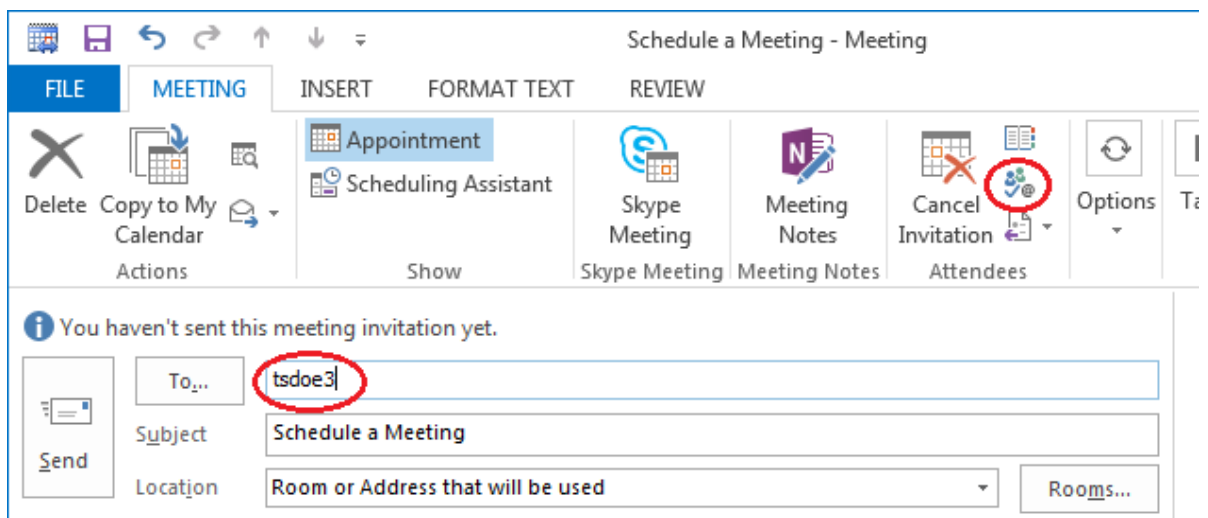 Schedule a Meeting - Meeting
FILE MEETING INSERT FORMAT TEXT REVIEW
Delete
Copy to My
Calendar
Actions
Appointment
Scheduling Assistant
Show
Skype
Meeting
Skype Meeting
Meeting
Notes
Meeting Notes
Cancel
Invitation
Attendees
Options
You haven't sent this meeting invitation yet.
Send
To... tsdoe3
Subject Schedule a Meeting
Location Room or Address that will be used Rooms...